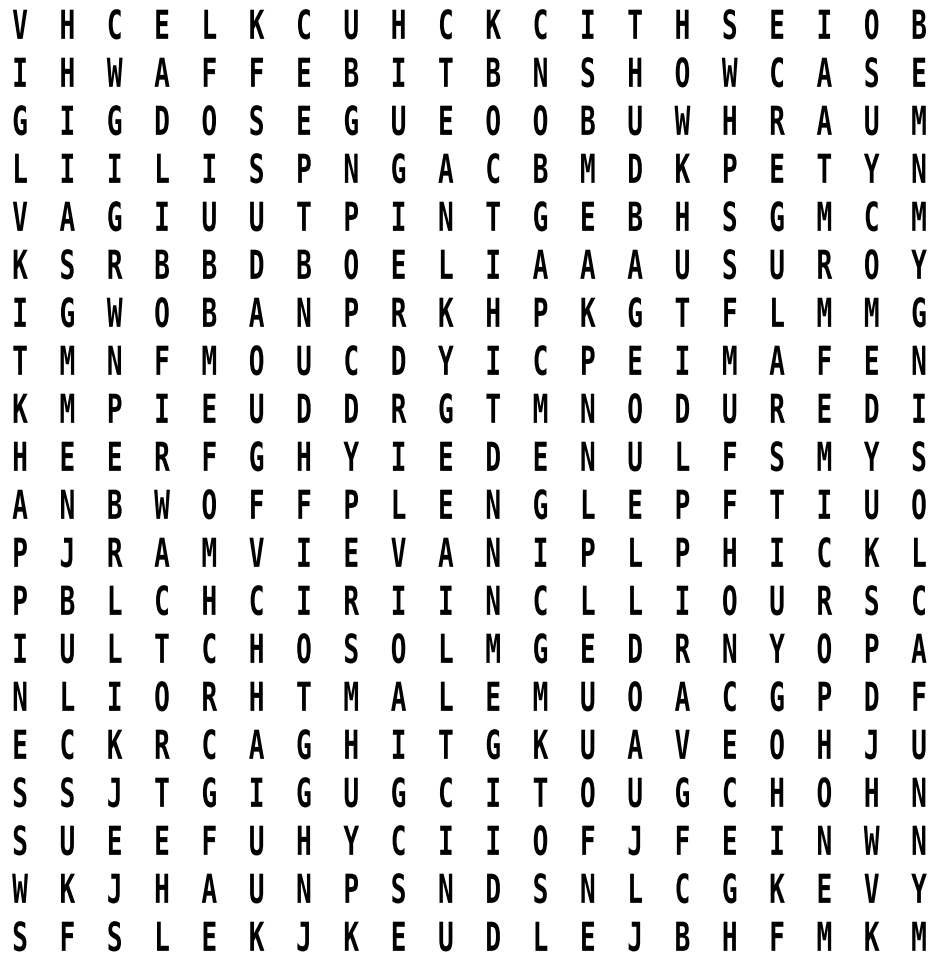 V H C E L K C U H C K C I T H S E I O B
I H W A F F E B I T B N S H O W C A S E
G I G D O S E G U E O O B U W H R A U M
L I I L I S P N G A C B M D K P E T Y N
V A G I U U T P I N T G E B H S G M C M
K S R B B D B O E L I A A A U S U R O Y
I G W O B A N P R K H P K G T F L M M G
T M N F M O U C D Y I C P E I M A F E N
K M P I E U D D R G T M N O D U R E D I
H E E R F G H Y I E D E N U L F S M Y S
A N B W O F F P L E N G L E P F T I U O
P J R A M V I E V A N I P L P H I C K L
P B L C H C I R I I N C L L I O U R S C
I U L T C H O S O L M G E D R N Y O P A
N L I O R H T M A L E M U O A C G P D F
E C K R C A G H I T G K U A V E O H J U
S S J T G I G U G C I T O U G C H O H N
S U E E F U H Y C I I O F J F E I N W N
W K J H A U N P S N D S N L C G K E V Y
S F S L E K J K E U D L E J B H F M K M